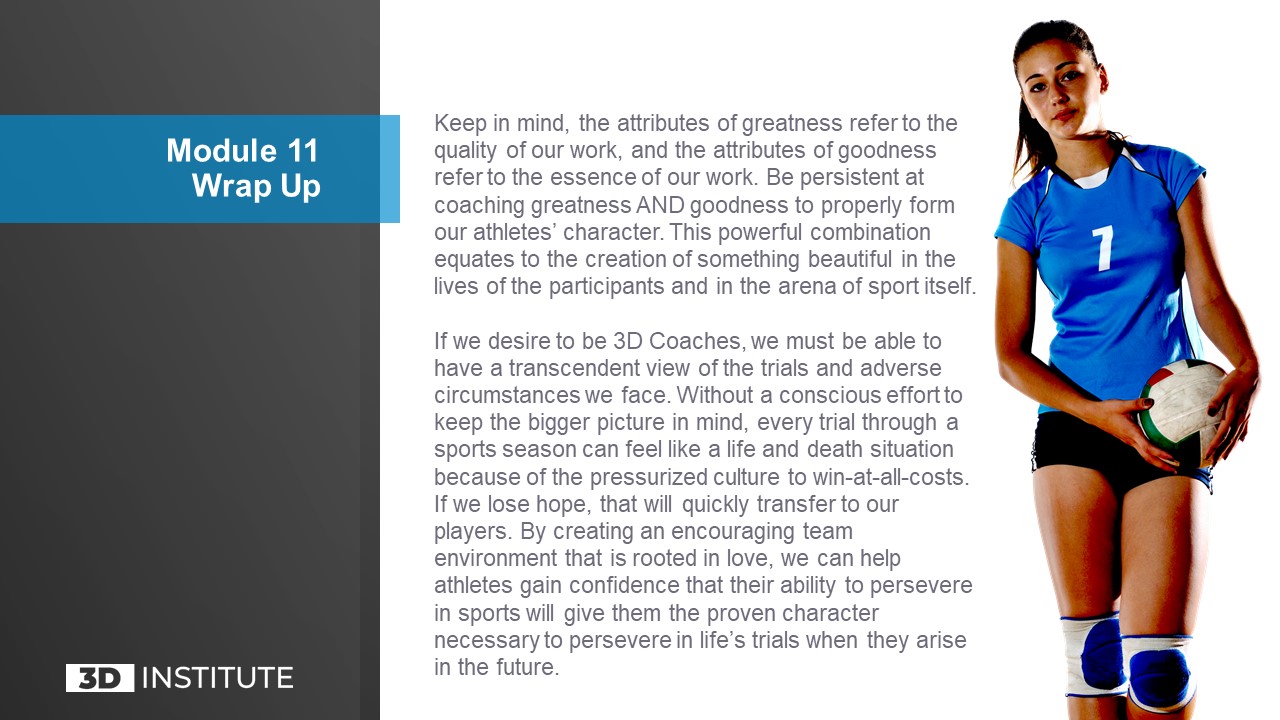 Module 11
Wrap Up
Keep in mind, the attributes of greatness refer to the
quality of our work, and the attributes of goodness
refer to the essence of our work. Be persistent at
coaching greatness AND goodness to properly form
our athletes’ character. This powerful combination
equates to the creation of something beautiful in the
lives of the participants and in the arena of sport itself.
If we desire to be 3D Coaches, we must be able to
have a transcendent view of the trials and adverse
circumstances we face. Without a conscious effort to
keep the bigger picture in mind, every trial through a
sports season can feel like a life and death situation
because of the pressurized culture to win-at-all-costs.
If we lose hope, that will quickly transfer to our
players. By creating an encouraging team
environment that is rooted in love, we can help
athletes gain confidence that their ability to persevere
in sports will give them the proven character
necessary to persevere in life’s trials when they arise
in the future.
1
3D INSTITUTE